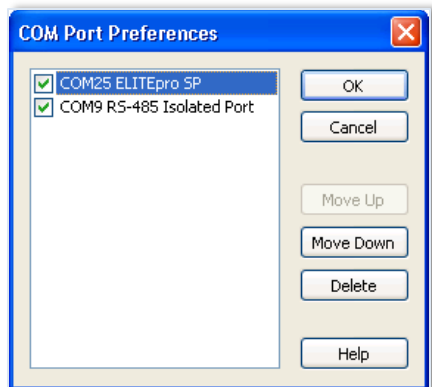 COM Port Preferences
COM25 ELITEpro SP
COM9 RS-485 Isolated Port
OK
Cancel
Move Up
Move Down
Delete
Help